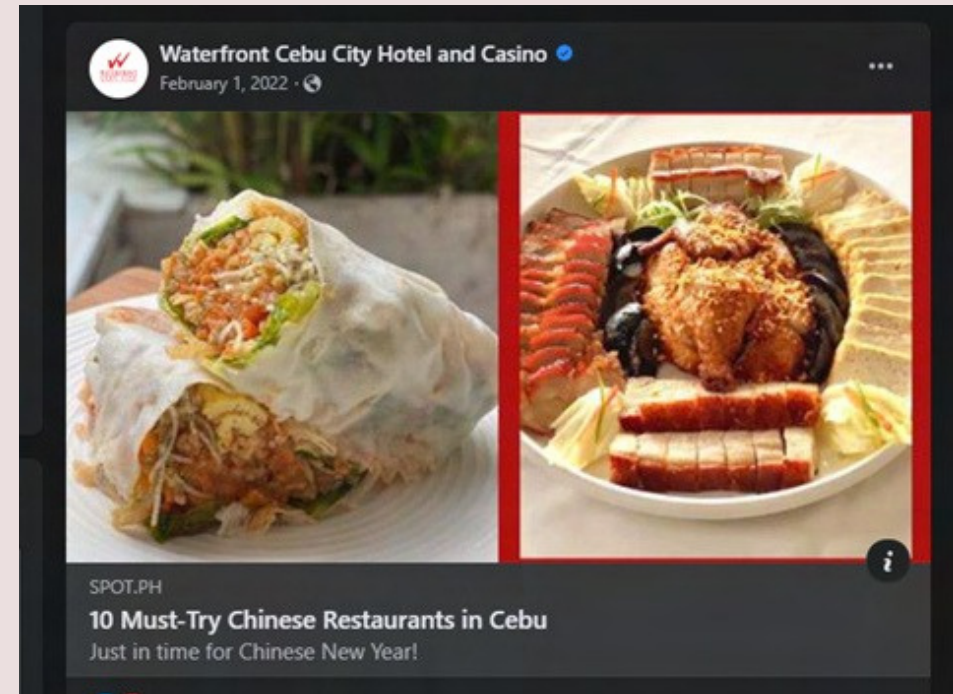 Waterfront Cebu City Hotel and Casino
February 1, 2022 ·
SPOT.PH
10 Must-Try Chinese Restaurants in Cebu
Just in time for Chinese New Year!